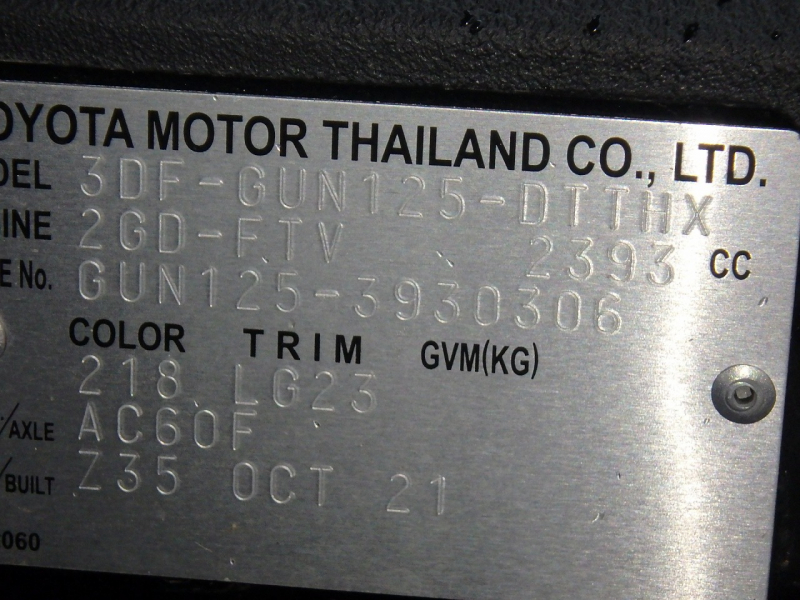 OYOTA MOTOR THAILAND CO., LTD.
DEL 3DF-GUN125-DTTHX
INE 2GD-FTV 2393 CC
E No. GUN125-3930306
COLOR TRIM GVM(KG)
218 LG23
/AXLE AC60F
/BUILT Z35 OCT 21
060